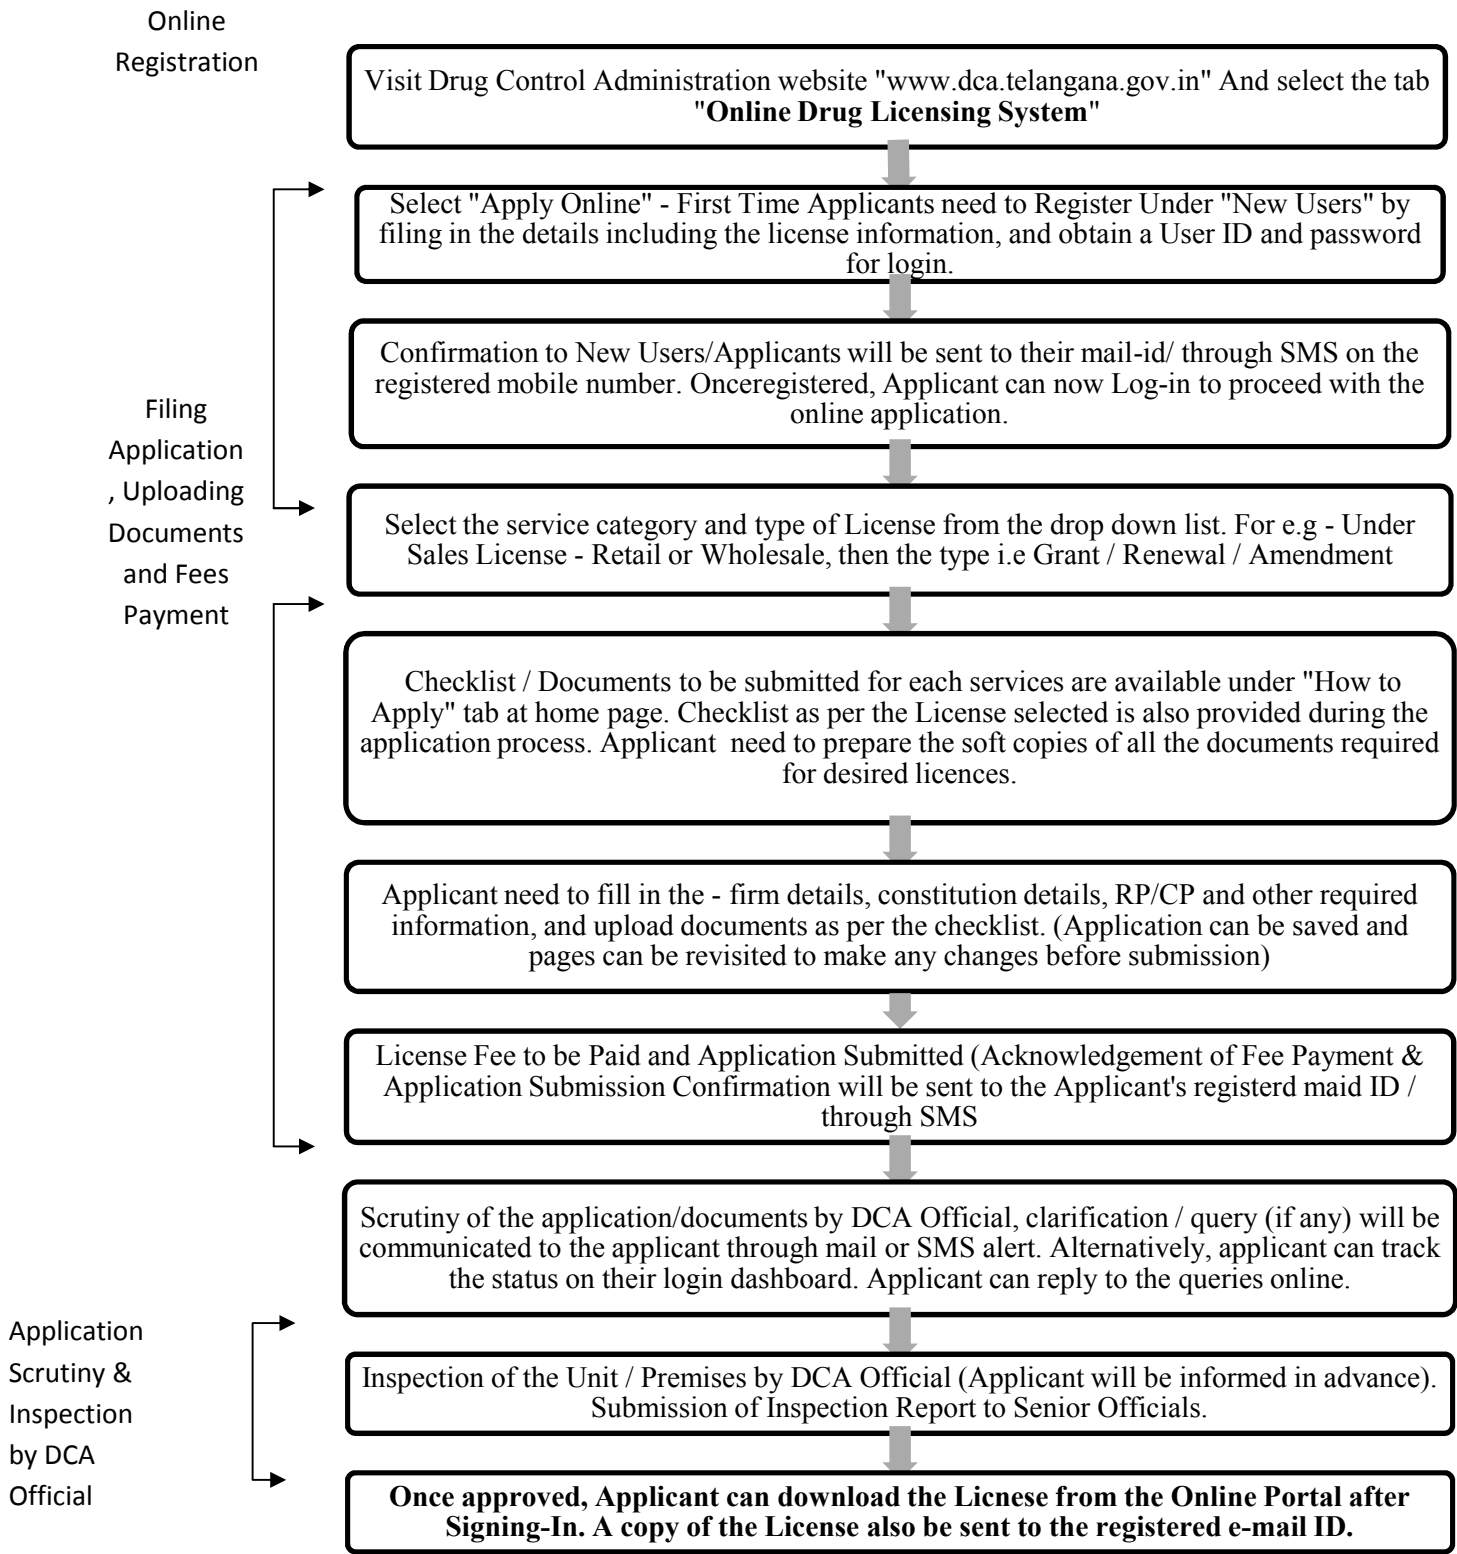 Online
Registration
Visit Drug Control Administration website "www.dca.telangana.gov.in" And select the tab
"Online Drug Licensing System"
Select "Apply Online" - First Time Applicants need to Register Under "New Users" by
filing in the details including the license information, and obtain a User ID and password
for login.
Confirmation to New Users/Applicants will be sent to their mail-id/ through SMS on the
registered mobile number. Onceregistered, Applicant can now Log-in to proceed with the
online application.
Filing
Application
, Uploading
Documents
and Fees
Payment
Select the service category and type of License from the drop down list. For e.g - Under
Sales License - Retail or Wholesale, then the type i.e Grant / Renewal / Amendment
Checklist / Documents to be submitted for each services are available under "How to
Apply" tab at home page. Checklist as per the License selected is also provided during the
application process. Applicant  need to prepare the soft copies of all the documents required
for desired licences.
Applicant need to fill in the - firm details, constitution details, RP/CP and other required
information, and upload documents as per the checklist. (Application can be saved and
pages can be revisited to make any changes before submission)
License Fee to be Paid and Application Submitted (Acknowledgement of Fee Payment &
Application Submission Confirmation will be sent to the Applicant's registerd maid ID /
through SMS
Scrutiny of the application/documents by DCA Official, clarification / query (if any) will be
communicated to the applicant through mail or SMS alert. Alternatively, applicant can track
the status on their login dashboard. Applicant can reply to the queries online.
Application
Scrutiny &
Inspection
by DCA
Official
Inspection of the Unit / Premises by DCA Official (Applicant will be informed in advance).
Submission of Inspection Report to Senior Officials.
Once approved, Applicant can download the Licnese from the Online Portal after
Signing-In. A copy of the License also be sent to the registered e-mail ID.